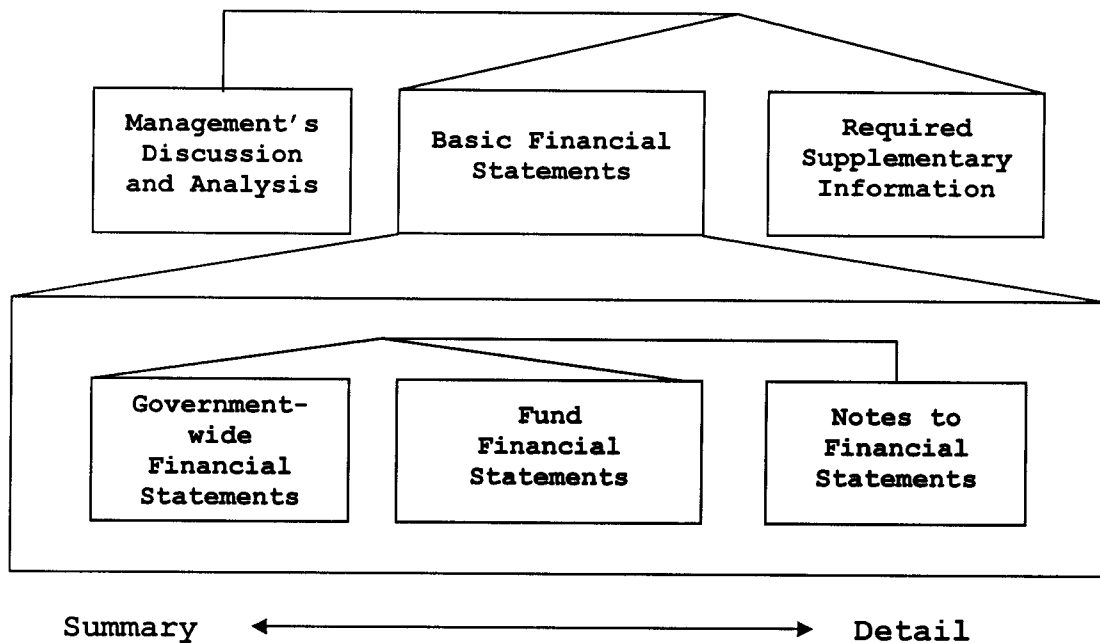 Management's
Discussion
and Analysis
Basic Financial
Statements
Required
Supplementary
Information
Government-
wide
Financial
Statements
Fund
Financial
Statements
Notes to
Financial
Statements
Summary
Detail